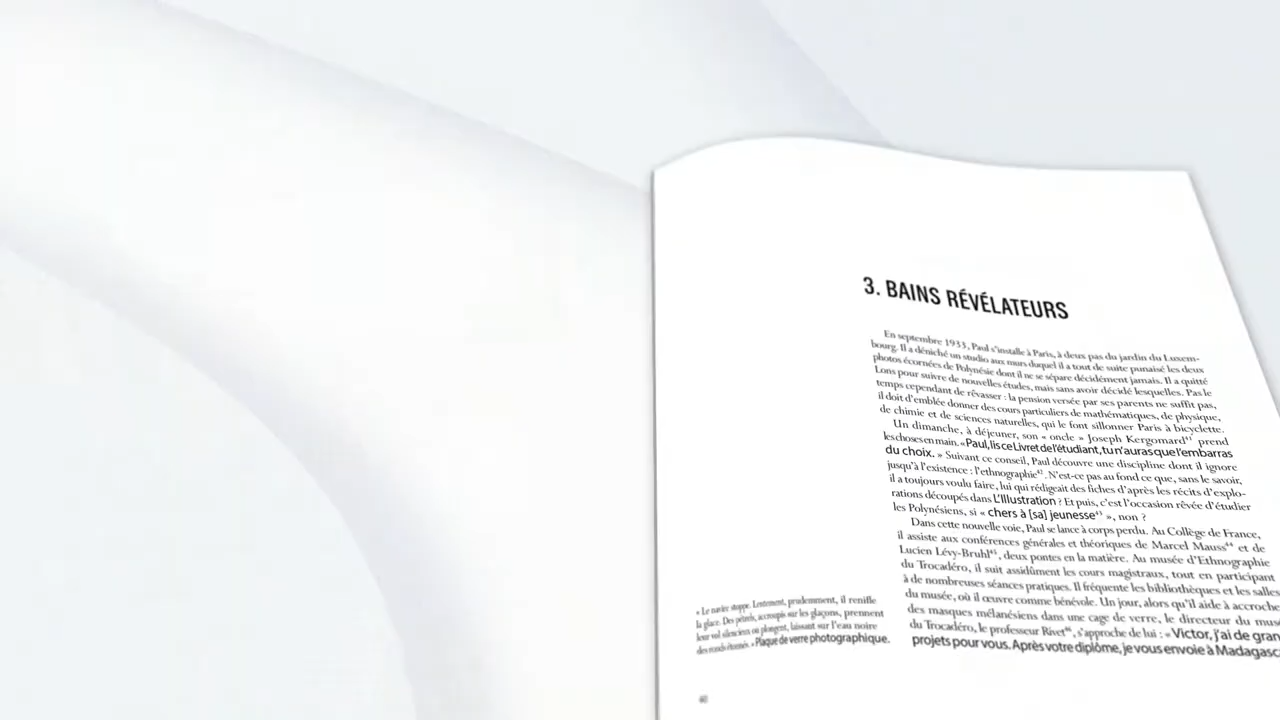 3. BAINS RÉVÉLATEURS
En septembre 1933, Paul s'installe à Paris, à deux pas du jardin du Luxem-
bourg. Il a déniché un studio aux murs duquel il a tout de suite punaisé les deux
photos écornées de Polynésie dont il ne se sépare décidément jamais. Il a quitté
Lons pour suivre de nouvelles études, mais sans avoir décidé lesquelles. Pas le
temps cependant de rêvasser : la pension versée par ses parents ne suffit pas,
il doit d'emblée donner des cours particuliers de mathématiques, de physique,
de chimie et de sciences naturelles, qui le font sillonner Paris à bicyclette.
Un dimanche, à déjeuner, son « oncle » Joseph Kergomard⁴¹ prend
les choses en main. « Paul, lis ce Livret de l'étudiant, tu n'auras que l'embarras
du choix. » Suivant ce conseil, Paul découvre une discipline dont il ignore
jusqu'à l'existence : l'ethnographie⁴². N'est-ce pas au fond ce que, sans le savoir,
il a toujours voulu faire, lui qui rédigeait des fiches d'après les récits d'explo-
rations découpés dans L'Illustration ? Et puis, c'est l'occasion rêvée d'étudier
les Polynésiens, si « chers à [sa] jeunesse⁴³ », non ?
Dans cette nouvelle voie, Paul se lance à corps perdu. Au Collège de France,
il assiste aux conférences générales et théoriques de Marcel Mauss⁴⁴ et de
Lucien Lévy-Bruhl⁴⁵, deux pontes en la matière. Au musée d'Ethnographie
du Trocadéro, il suit assidûment les cours magistraux, tout en participant
à de nombreuses séances pratiques. Il fréquente les bibliothèques et les salles
du musée, où il œuvre comme bénévole. Un jour, alors qu'il aide à accroche
des masques mélanésiens dans une cage de verre, le directeur du mus
du Trocadéro, le professeur Rivet⁴⁶, s'approche de lui : « Victor, j'ai de gran
projets pour vous. Après votre diplôme, je vous envoie à Madagasc
« Le navire stoppe. Lentement, prudemment, il renifle
la glace. Des pétrels, accroupis sur les glaçons, prennent
leur vol silencieux ou plongent, laissant sur l'eau noire
des ronds étonnés. » Plaque de verre photographique.
40